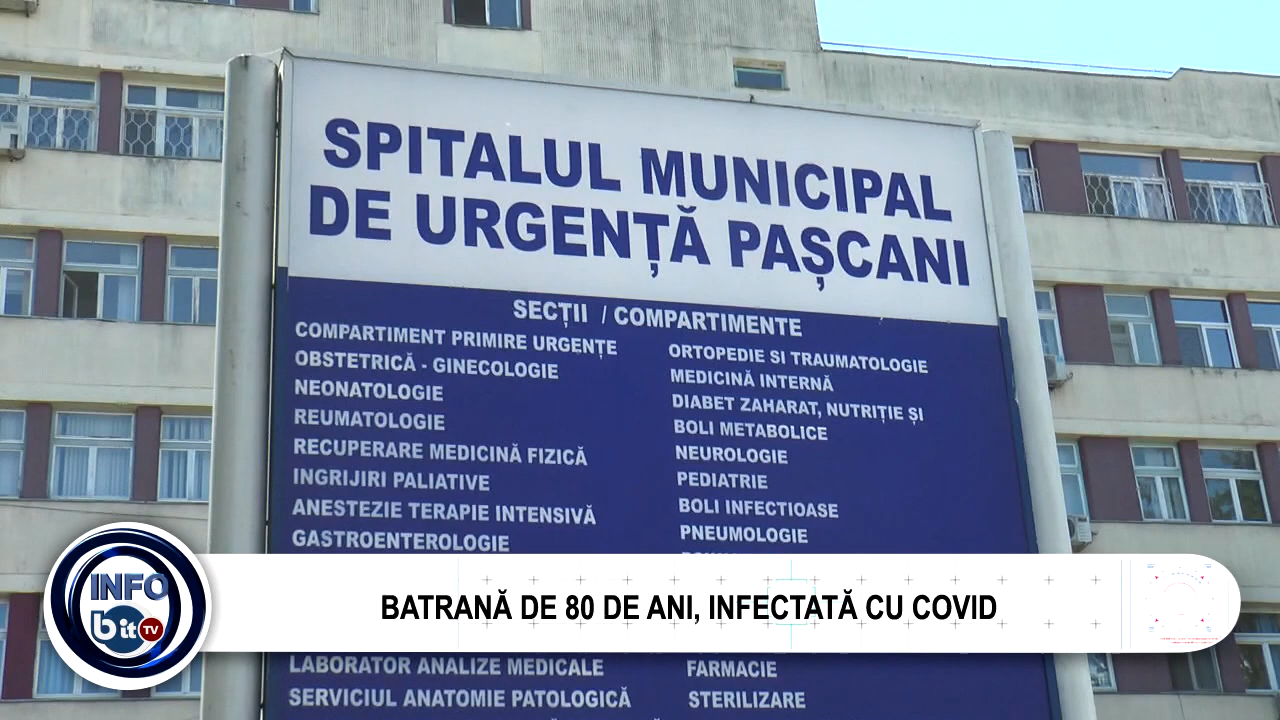 SPITALUL MUNICIPAL
DE URGENȚĂ PAȘCANI
SECȚII / COMPARTIMENTE
COMPARTIMENT PRIMIRE URGENȚE
OBSTETRICĂ - GINECOLOGIE
NEONATOLOGIE
REUMATOLOGIE
RECUPERARE MEDICINĂ FIZICĂ
INGRIJIRI PALIATIVE
ANESTEZIE TERAPIE INTENSIVĂ
GASTROENTEROLOGIE
ORTOPEDIE SI TRAUMATOLOGIE
MEDICINĂ INTERNĂ
DIABET ZAHARAT, NUTRIȚIE ȘI
BOLI METABOLICE
NEUROLOGIE
PEDIATRIE
BOLI INFECTIOASE
PNEUMOLOGIE
INFO
bit TV
BATRANĂ DE 80 DE ANI, INFECTATĂ CU COVID
LABORATOR ANALIZE MEDICALE
SERVICIUL ANATOMIE PATOLOGICĂ
FARMACIE
STERILIZARE